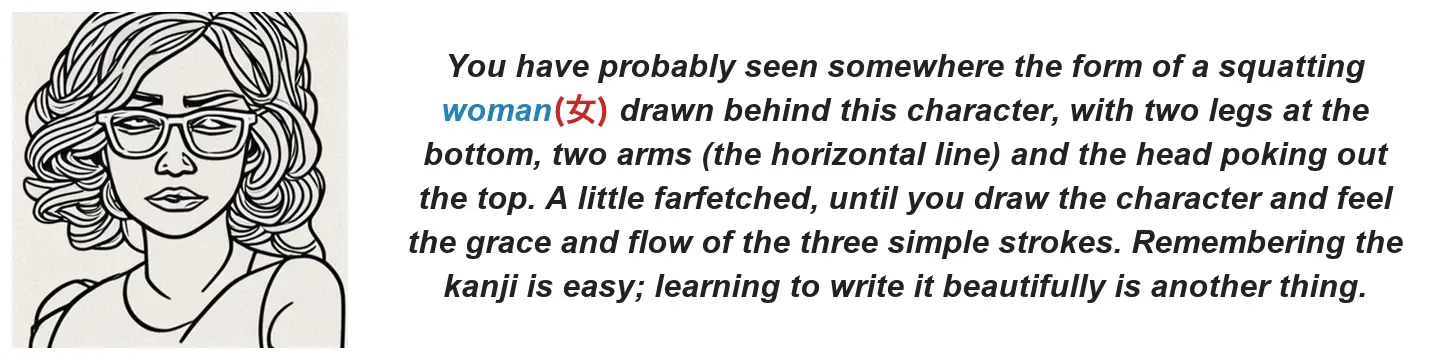 You have probably seen somewhere the form of a squatting
woman(女) drawn behind this character, with two legs at the
bottom, two arms (the horizontal line) and the head poking out
the top. A little farfetched, until you draw the character and feel
the grace and flow of the three simple strokes. Remembering the
kanji is easy; learning to write it beautifully is another thing.